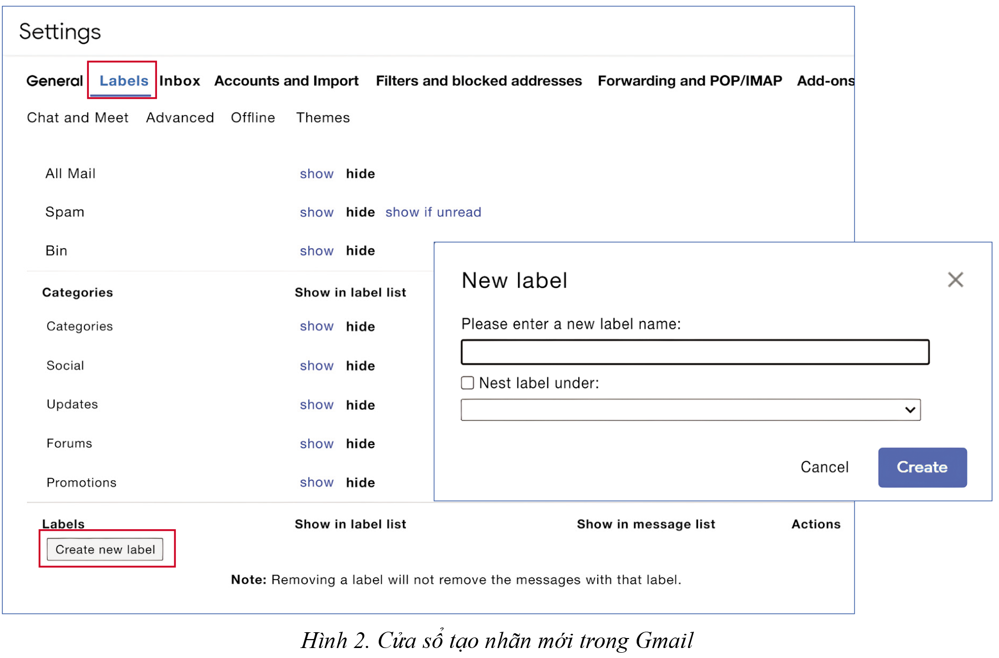 Settings
General Labels Inbox Accounts and Import Filters and blocked addresses Forwarding and POP/IMAP Add-ons
Chat and Meet Advanced Offline Themes
All Mail show hide
Spam show hide show if unread
Bin show hide
Categories Show in label list
Categories show hide
Social show hide
Updates show hide
Forums show hide
Promotions show hide
New label
Please enter a new label name:
Nest label under:
Cancel Create
Labels Show in label list Show in message list Actions
Create new label
Note: Removing a label will not remove the messages with that label.
Hình 2. Cửa sổ tạo nhãn mới trong Gmail